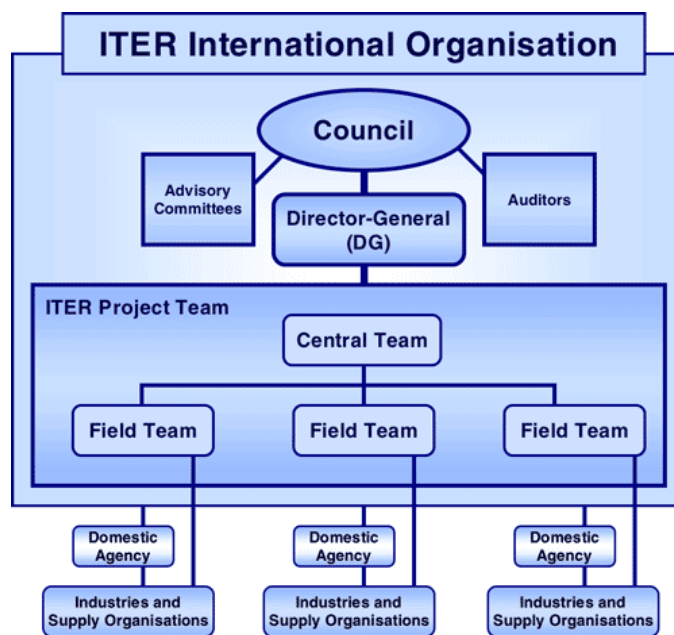 ITER International Organisation
Council
Advisory
Committees
Auditors
Director-General
(DG)
ITER Project Team
Central Team
Field Team
Field Team
Field Team
Domestic
Agency
Domestic
Agency
Domestic
Agency
Industries and
Supply Organisations
Industries and
Supply Organisations
Industries and
Supply Organisations